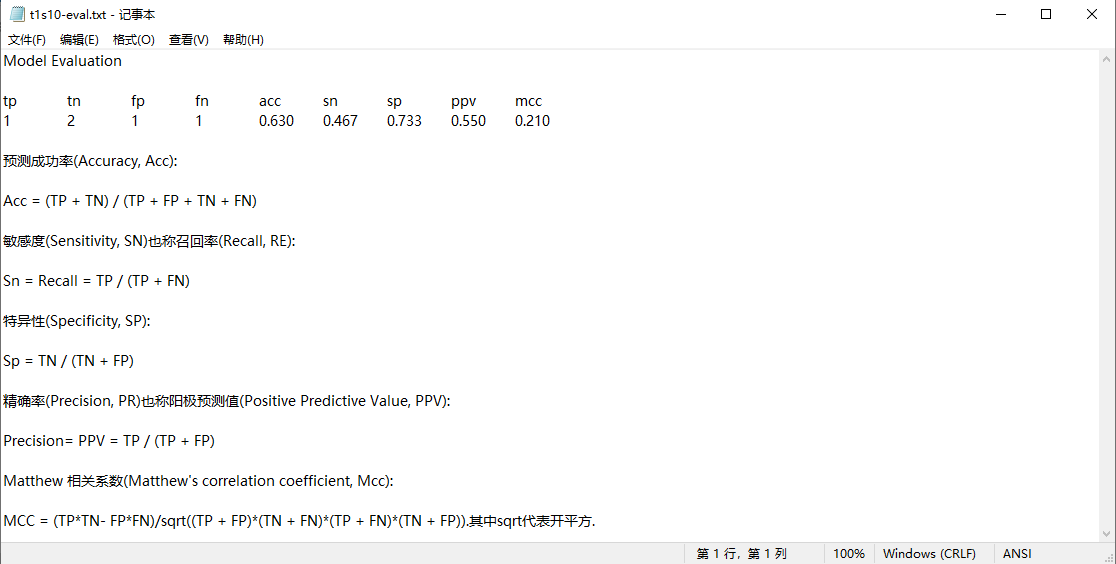 t1s10-eval.txt - 记事本
文件(F) 编辑(E) 格式(O) 查看(V) 帮助(H)
Model Evaluation
tp tn fp fn acc sn sp ppv mcc
1 2 1 1 0.630 0.467 0.733 0.550 0.210
预测成功率(Accuracy, Acc):
Acc = (TP + TN) / (TP + FP + TN + FN)
敏感度(Sensitivity, SN)也称召回率(Recall, RE):
Sn = Recall = TP / (TP + FN)
特异性(Specificity, SP):
Sp = TN / (TN + FP)
精确率(Precision, PR)也称阳极预测值(Positive Predictive Value, PPV):
Precision= PPV = TP / (TP + FP)
Matthew 相关系数(Matthew's correlation coefficient, Mcc):
MCC = (TP*TN- FP*FN)/sqrt((TP + FP)*(TN + FN)*(TP + FN)*(TN + FP)).其中sqrt代表开平方.
第 1 行，第 1 列 100% Windows (CRLF) ANSI